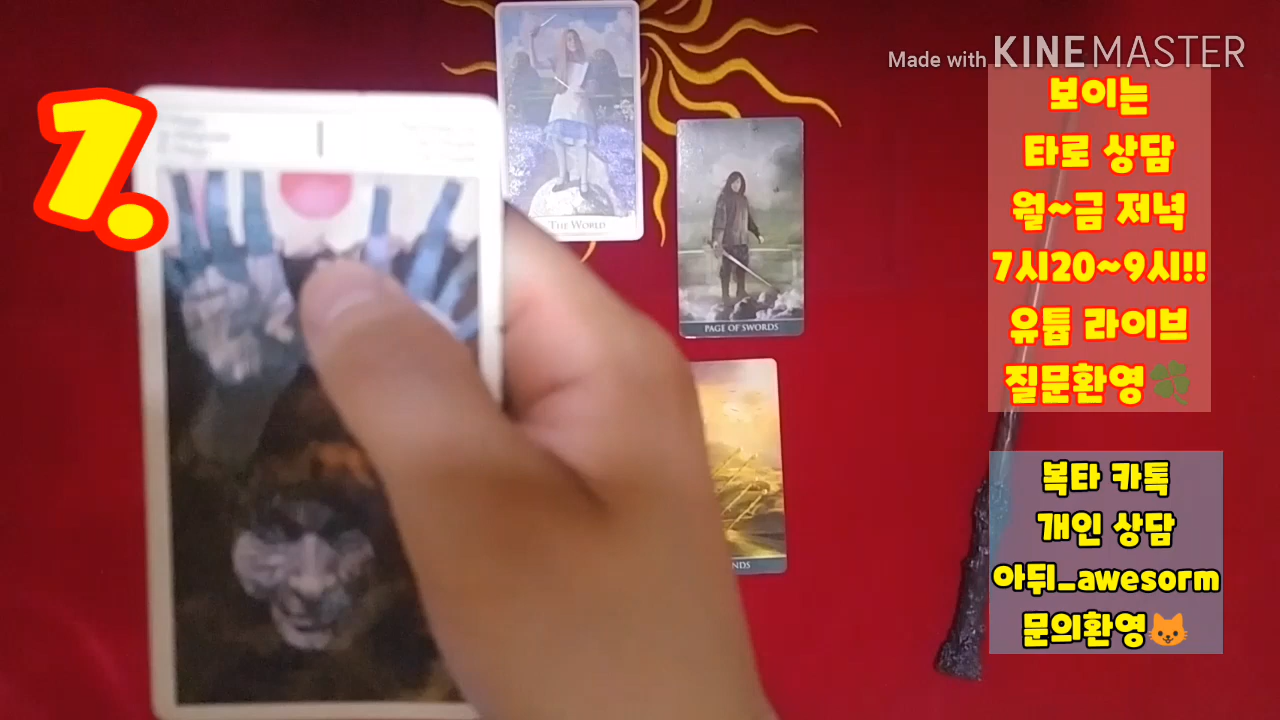 Made with KINEMASTER
1.
보이는
타로 상담
월~금 저녁
7시20~9시!!
유튭 라이브
질문환영🍀
복타 카톡
개인 상담
아뒤_awesorm
문의환영🐱
THE WORLD
PAGE OF SWORDS
NDS